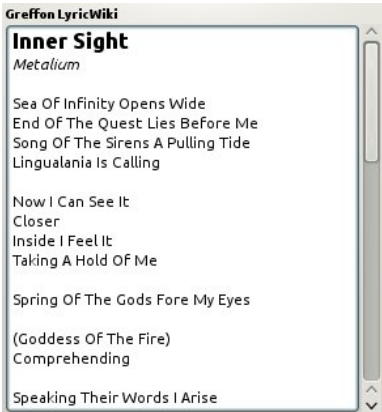 Greffon LyricWiki
Inner Sight
Metalium
Sea Of Infinity Opens Wide
End Of The Quest Lies Before Me
Song Of The Sirens A Pulling Tide
Lingualania Is Calling
Now I Can See It
Closer
Inside I Feel It
Taking A Hold Of Me
Spring Of The Gods Fore My Eyes
(Goddess Of The Fire)
Comprehending
Speaking Their Words I Arise